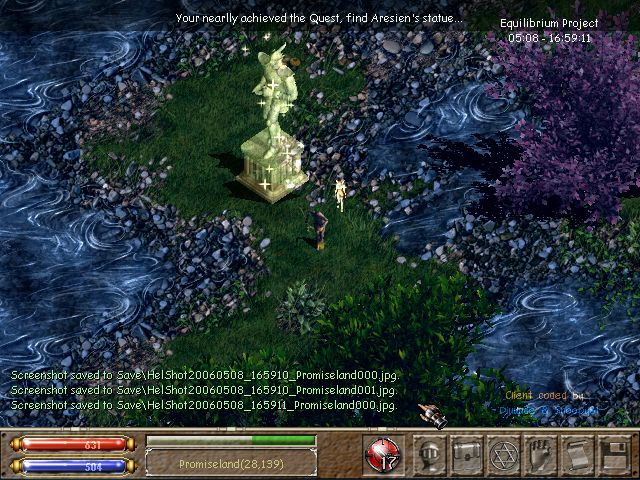 Your nearlly achieved the Quest, find Aresien's statue...
Equilibrium Project
05:08 - 16:59:11
Screenshot saved to Save\HelShot20060508_165910_Promiseland000.jpg.
Screenshot saved to Save\HelShot20060508_165910_Promiseland001.jpg.
Screenshot saved to Save\HelShot20060508_165911_Promiseland000.jpg.
Client coded by
631
504
Promiseland(28,139)
17